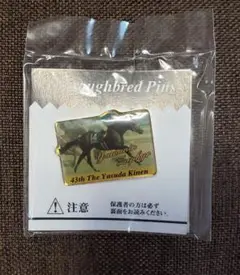 ughbred Pins
43th The Yasuda Kinen
注意
保護者の方は必ず
裏面をお読みください。